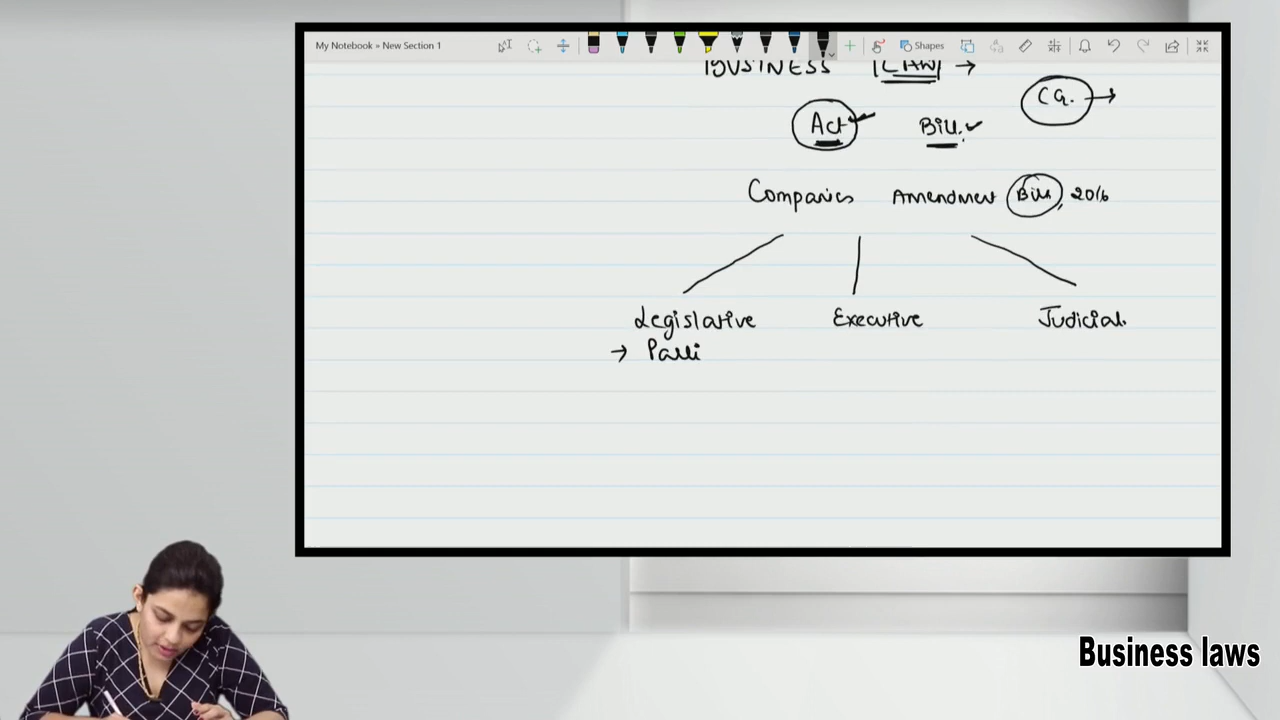 My Notebook » New Section 1
Shapes
BUSINESS LAW →
CG. →
Act Bill.
Companies Amendment Bill, 2016
Legislative Executive Judicial.
→ Parli
Business laws